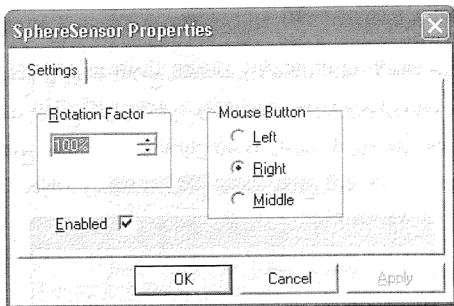 SphereSensor Properties
Settings
Rotation Factor
100%
Mouse Button
Left
Right
Middle
Enabled
OK
Cancel
Apply